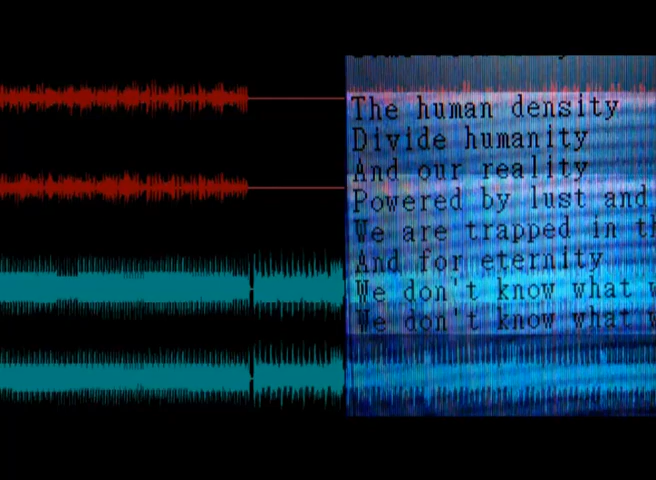 The human density
Divide humanity
And our reality
Powered by lust and
We are trapped in
And for eternity
We don't know what
We don't know what